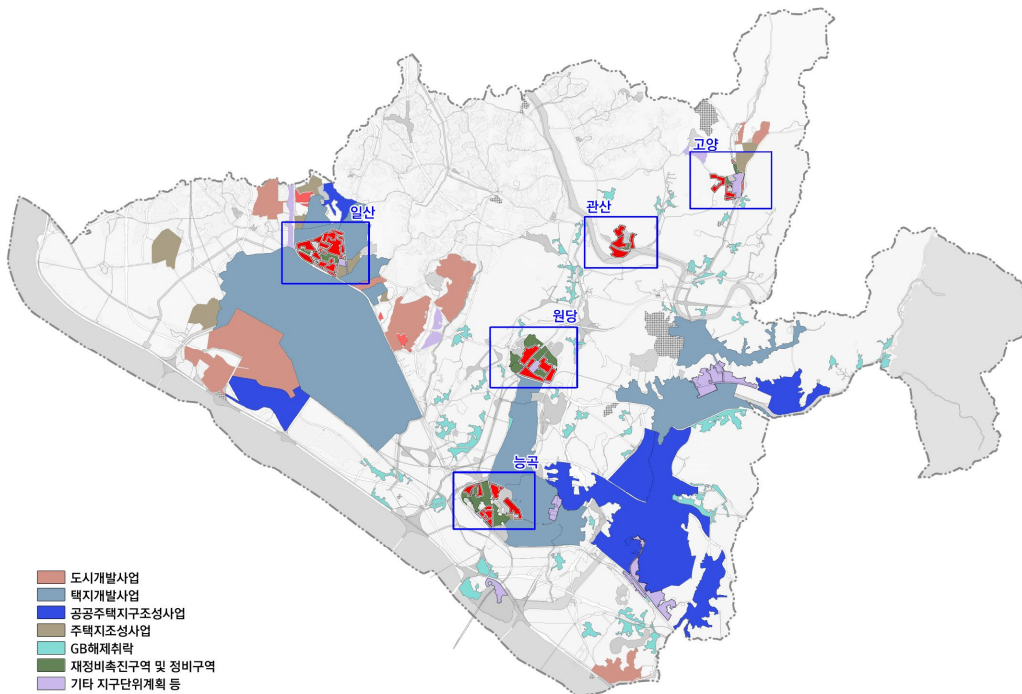 고양
관산
일산
원당
능곡
도시개발사업
택지개발사업
공공주택지구조성사업
주택지조성사업
GB해제취락
재정비촉진구역 및 정비구역
기타 지구단위계획 등